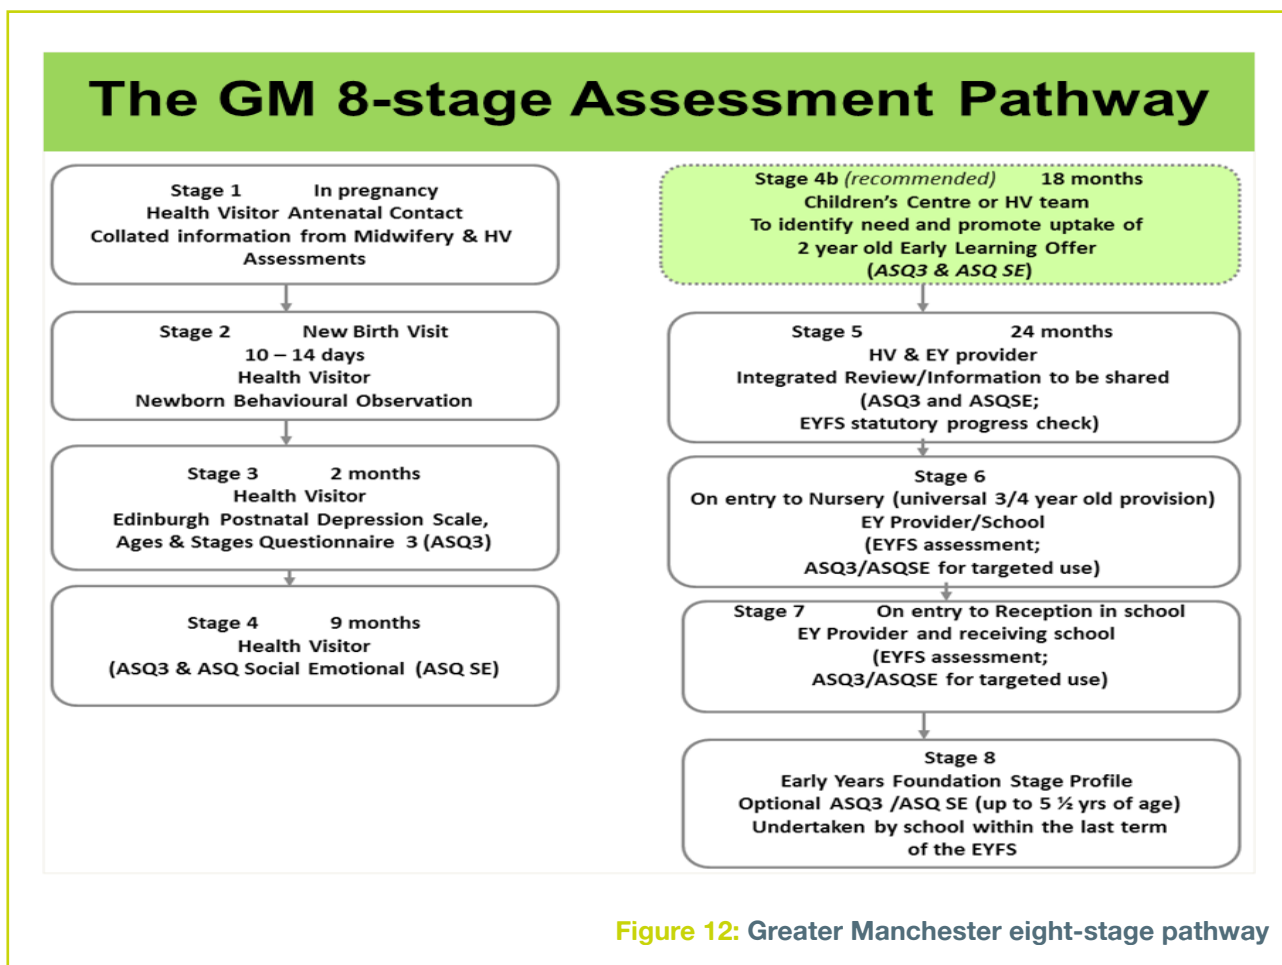 The GM 8-stage Assessment Pathway
Stage 1 In pregnancy
Health Visitor Antenatal Contact
Collated information from Midwifery & HV
Assessments
Stage 2 New Birth Visit
10 – 14 days
Health Visitor
Newborn Behavioural Observation
Stage 3 2 months
Health Visitor
Edinburgh Postnatal Depression Scale,
Ages & Stages Questionnaire 3 (ASQ3)
Stage 4 9 months
Health Visitor
(ASQ3 & ASQ Social Emotional (ASQ SE)
Stage 4b (recommended) 18 months
Children’s Centre or HV team
To identify need and promote uptake of
2 year old Early Learning Offer
(ASQ3 & ASQ SE)
Stage 5 24 months
HV & EY provider
Integrated Review/Information to be shared
(ASQ3 and ASQSE;
EYFS statutory progress check)
Stage 6
On entry to Nursery (universal 3/4 year old provision)
EY Provider/School
(EYFS assessment;
ASQ3/ASQSE for targeted use)
Stage 7 On entry to Reception in school
EY Provider and receiving school
(EYFS assessment;
ASQ3/ASQSE for targeted use)
Stage 8
Early Years Foundation Stage Profile
Optional ASQ3 /ASQ SE (up to 5 ½ yrs of age)
Undertaken by school within the last term
of the EYFS
Figure 12: Greater Manchester eight-stage pathway